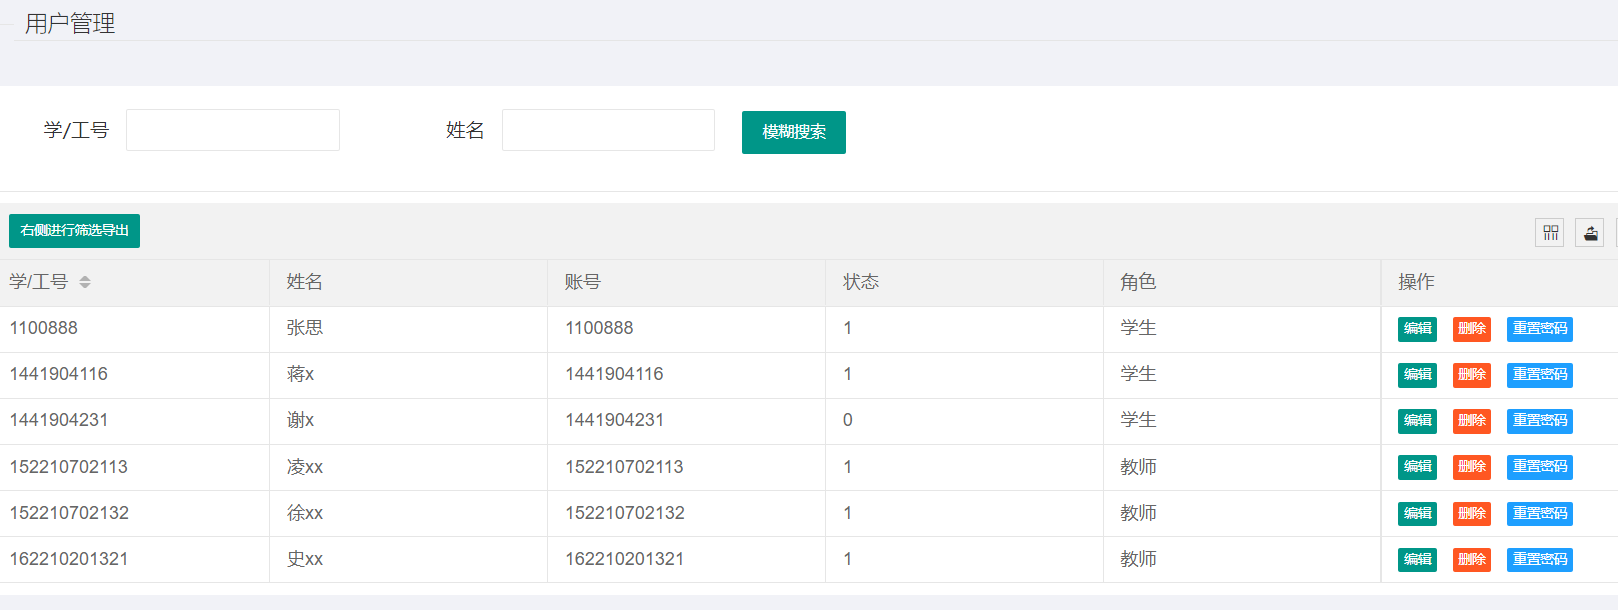 用户管理
学/工号 姓名 模糊搜索
右侧进行筛选导出
学/工号 姓名 账号 状态 角色 操作
1100888 张思 1100888 1 学生 编辑 删除 重置密码
1441904116 蒋x 1441904116 1 学生 编辑 删除 重置密码
1441904231 谢x 1441904231 0 学生 编辑 删除 重置密码
152210702113 凌xx 152210702113 1 教师 编辑 删除 重置密码
152210702132 徐xx 152210702132 1 教师 编辑 删除 重置密码
162210201321 史xx 162210201321 1 教师 编辑 删除 重置密码